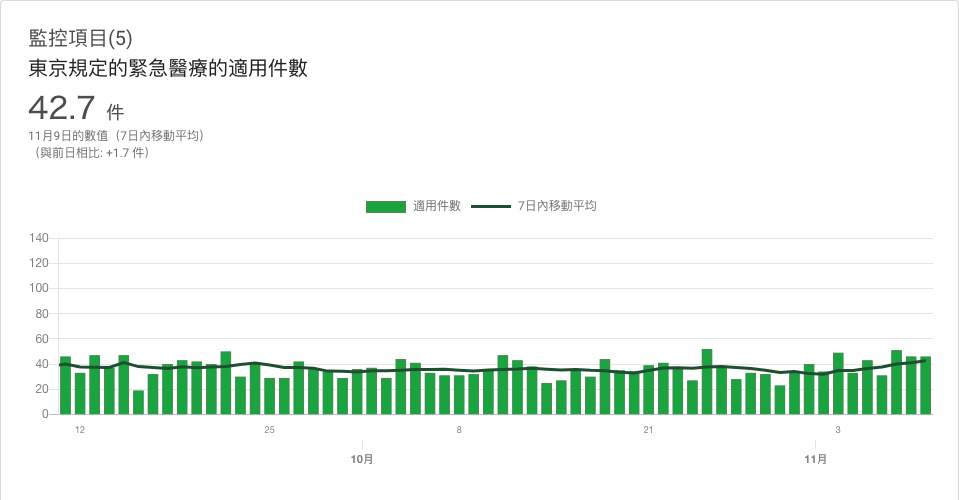 監控項目(5)
東京規定的緊急醫療的適用件數
42.7 件
11月9日的數值（7日內移動平均）
（與前日相比: +1.7 件）
適用件數 7日內移動平均
140
120
100
80
60
40
20
0
12 25 8 21 3
10月 11月